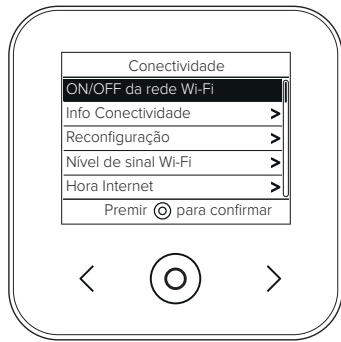 Conectividade
ON/OFF da rede Wi-Fi
Info Conectividade >
Reconfiguração >
Nível de sinal Wi-Fi >
Hora Internet >
Premir ⊚ para confirmar